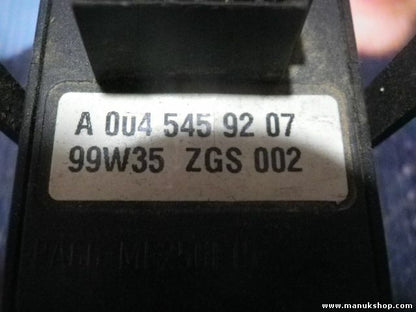 A 004 545 92 07
99W35 ZGS 002
www.manukshop.com